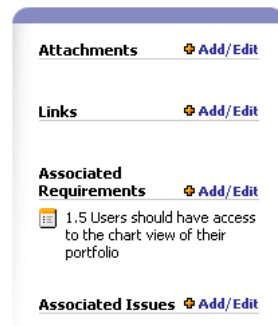 Attachments Add/Edit
Links Add/Edit
Associated
Requirements Add/Edit
1.5 Users should have access
to the chart view of their
portfolio
Associated Issues Add/Edit